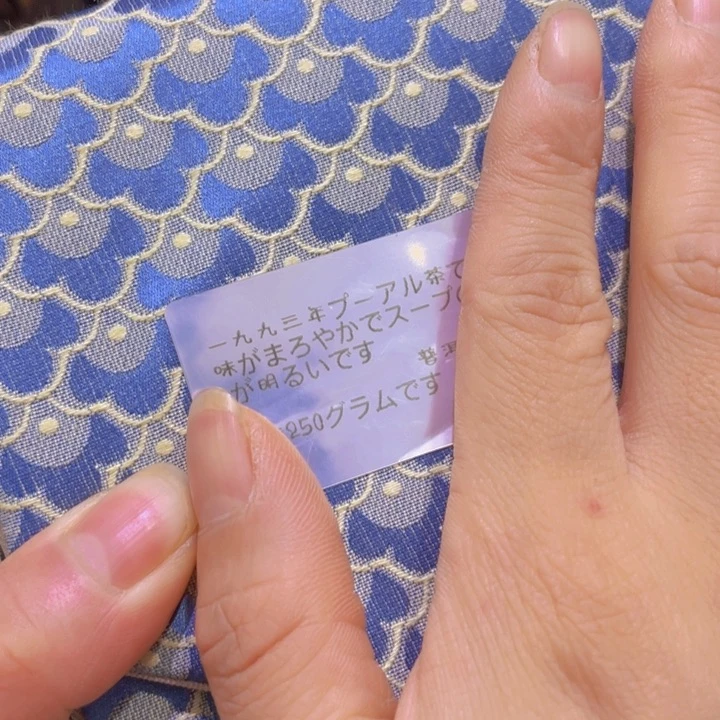 一九九三年プーアル茶で
味がまろやかでスープの
が明るいです
250グラムです